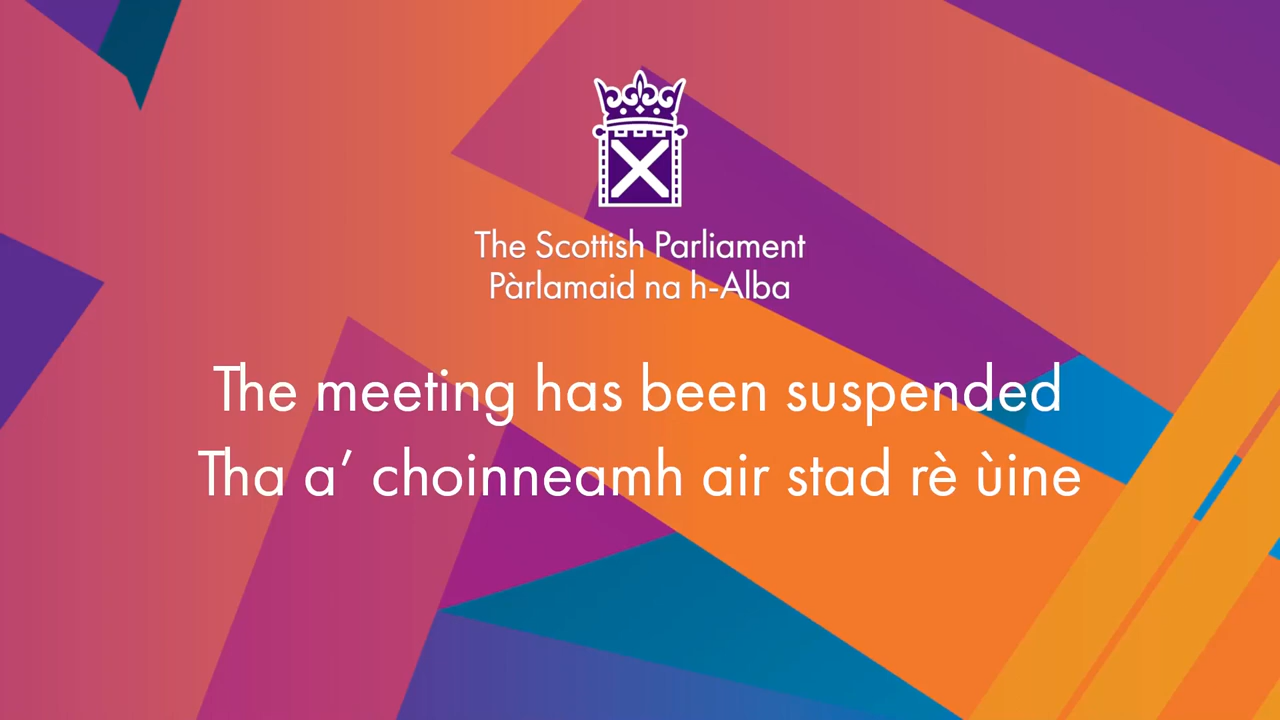 The Scottish Parliament
Pàrlamaid na h-Alba
The meeting has been suspended
Tha a’ choinneamh air stad rè ùine